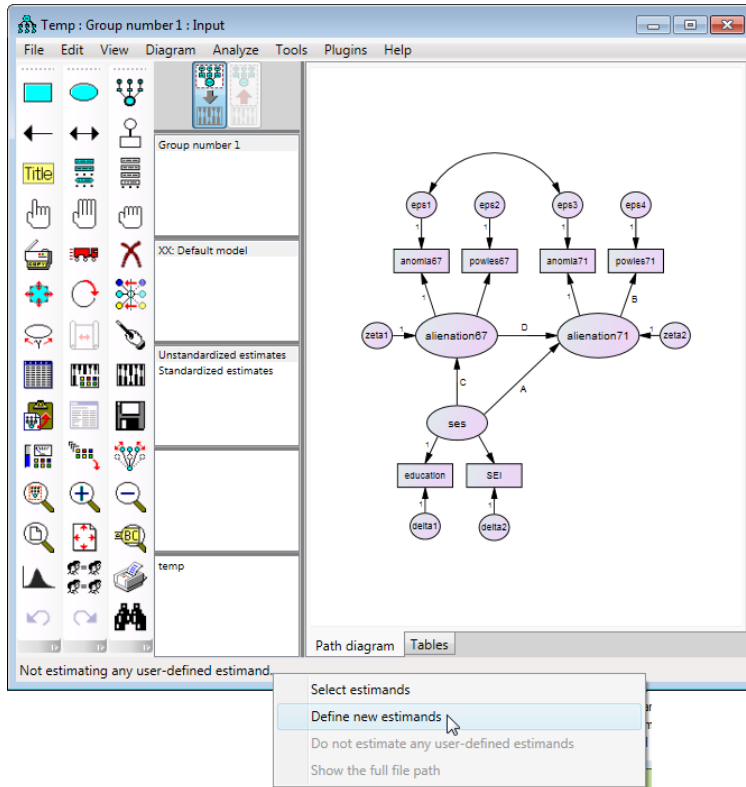 Temp : Group number 1 : Input
File Edit View Diagram Analyze Tools Plugins Help
Title
Group number 1
XX: Default model
Unstandardized estimates
Standardized estimates
temp
eps1 eps2 eps3 eps4
1 1 1 1
anomia67 powles67 anomia71 powles71
1 1 B
zeta1 1 alienation67 D alienation71 1 zeta2
C A
ses
1
education SEI
1 1
delta1 delta2
Path diagram Tables
Not estimating any user-defined estimand.
Select estimands
Define new estimands
Do not estimate any user-defined estimands
Show the full file path